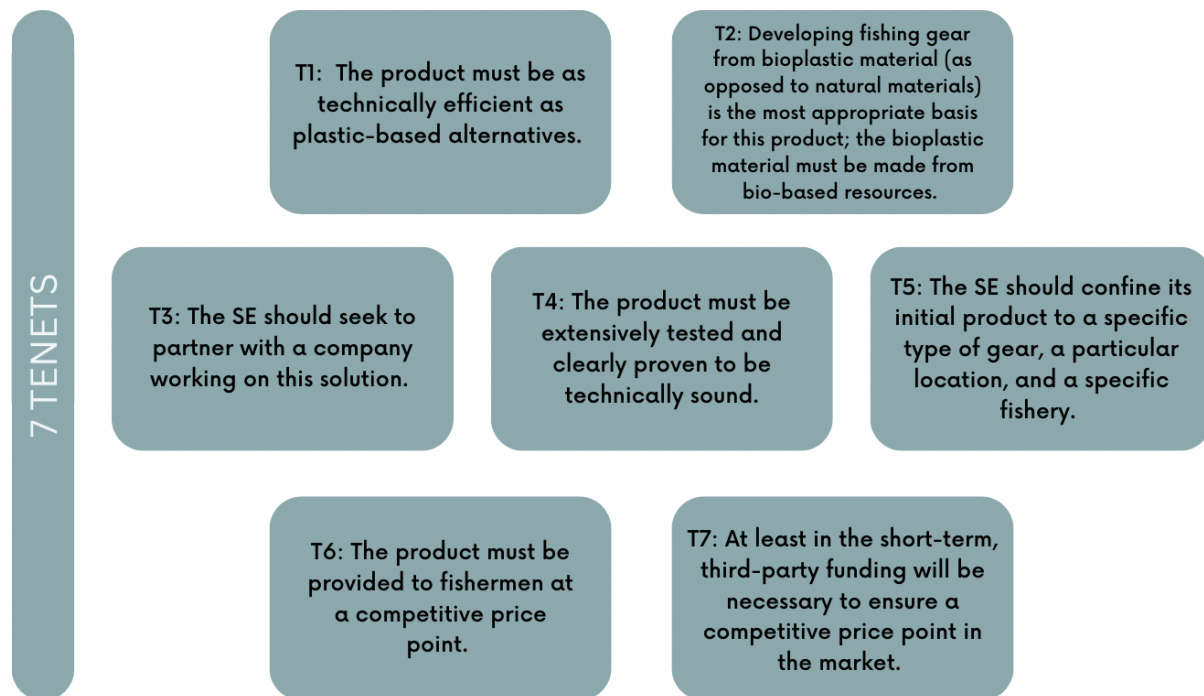 7 TENETS
T1:  The product must be as
technically efficient as
plastic-based alternatives.
T2: Developing fishing gear
from bioplastic material (as
opposed to natural materials)
is the most appropriate basis
for this product; the bioplastic
material must be made from
bio-based resources.
T3: The SE should seek to
partner with a company
working on this solution.
T4: The product must be
extensively tested and
clearly proven to be
technically sound.
T5: The SE should confine its
initial product to a specific
type of gear, a particular
location, and a specific
fishery.
T6: The product must be
provided to fishermen at
a competitive price
point.
T7: At least in the short-term,
third-party funding will be
necessary to ensure a
competitive price point in
the market.